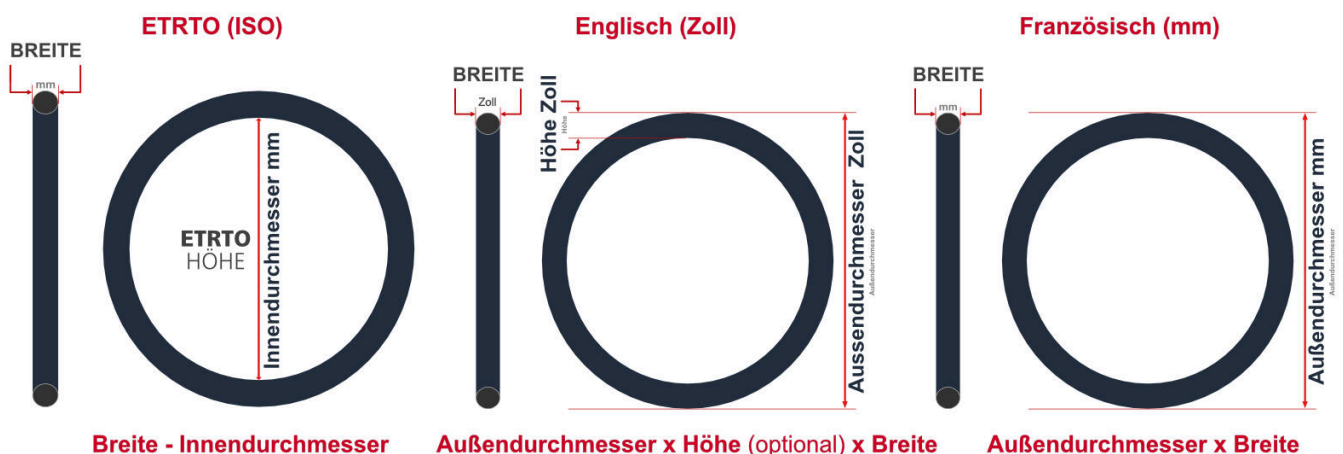 ETRTO (ISO)
BREITE
mm
ETRTO
HÖHE
Innendurchmesser mm
Breite - Innendurchmesser
Englisch (Zoll)
BREITE
Zoll
Höhe Zoll
Höhe
Aussendurchmesser Zoll
Außendurchmesser
Außendurchmesser x Höhe (optional) x Breite
Französisch (mm)
BREITE
mm
Außendurchmesser mm
Außendurchmesser
Außendurchmesser x Breite